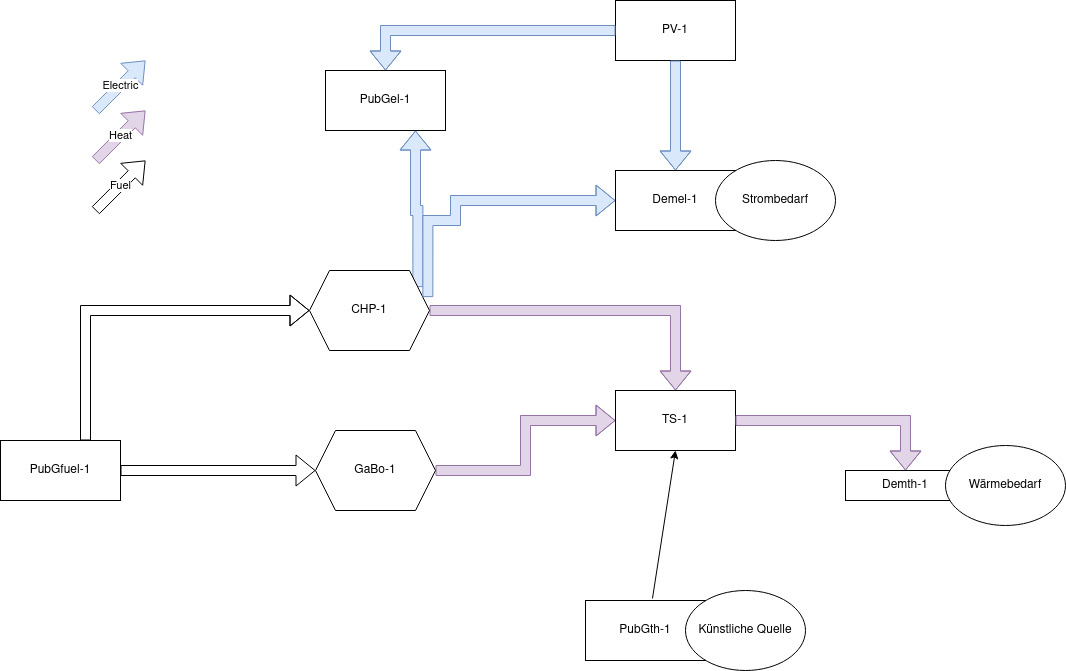 PV-1
Electric
PubGel-1
Heat
Fuel
Demel-1
Strombedarf
CHP-1
TS-1
PubGfuel-1
GaBo-1
Demth-1
Wärmebedarf
PubGth-1
Künstliche Quelle